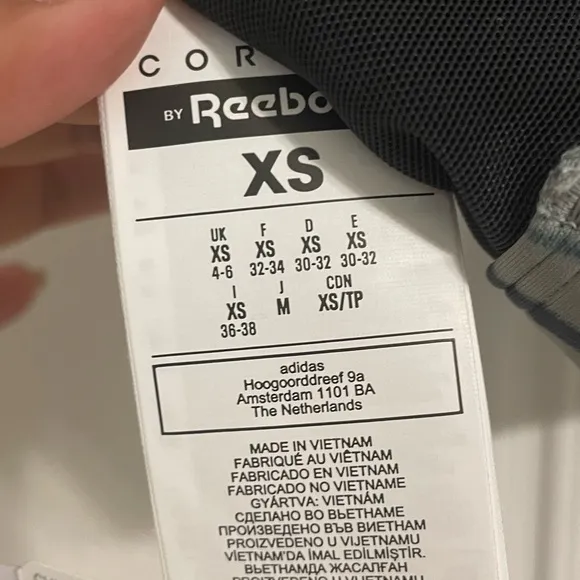 COR
BY Reebo
XS
UK F D E
XS XS XS XS
4-6 32-34 30-32 30-32
I J CDN
XS M XS/TP
36-38
adidas
Hoogoorddreef 9a
Amsterdam 1101 BA
The Netherlands
MADE IN VIETNAM
FABRIQUÉ AU VIÊTNAM
FABRICADO EN VIETNAM
FABRICADO NO VIETNAME
GYÁRTVA: VIETNÁM
СДЕЛАНО ВО ВЬЕТНАМЕ
ПРОИЗВЕДЕНО ВЪВ ВИЕТНАМ
PROIZVEDENO U VIJETNAMU
VİETNAM'DA İMAL EDİLMİŞTİR.
ВЬЕТНАМДА ЖАСАЛҒАН